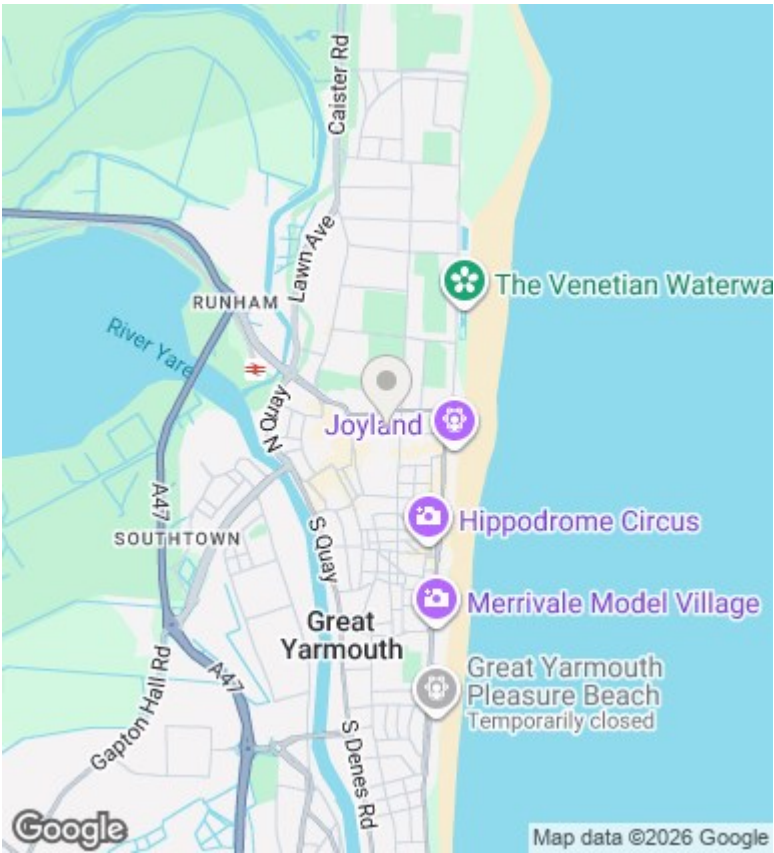 Caister Rd
Lawn Ave
The Venetian Waterwa
RUNHAM
River Yare
N Quay
Joyland
A47
S Quay
Hippodrome Circus
SOUTHTOWN
Merrivale Model Village
Great
Yarmouth
Great Yarmouth
Pleasure Beach
Temporarily closed
Gapton Hall Rd
A47
S Denes Rd
Google
Map data ©2026 Google